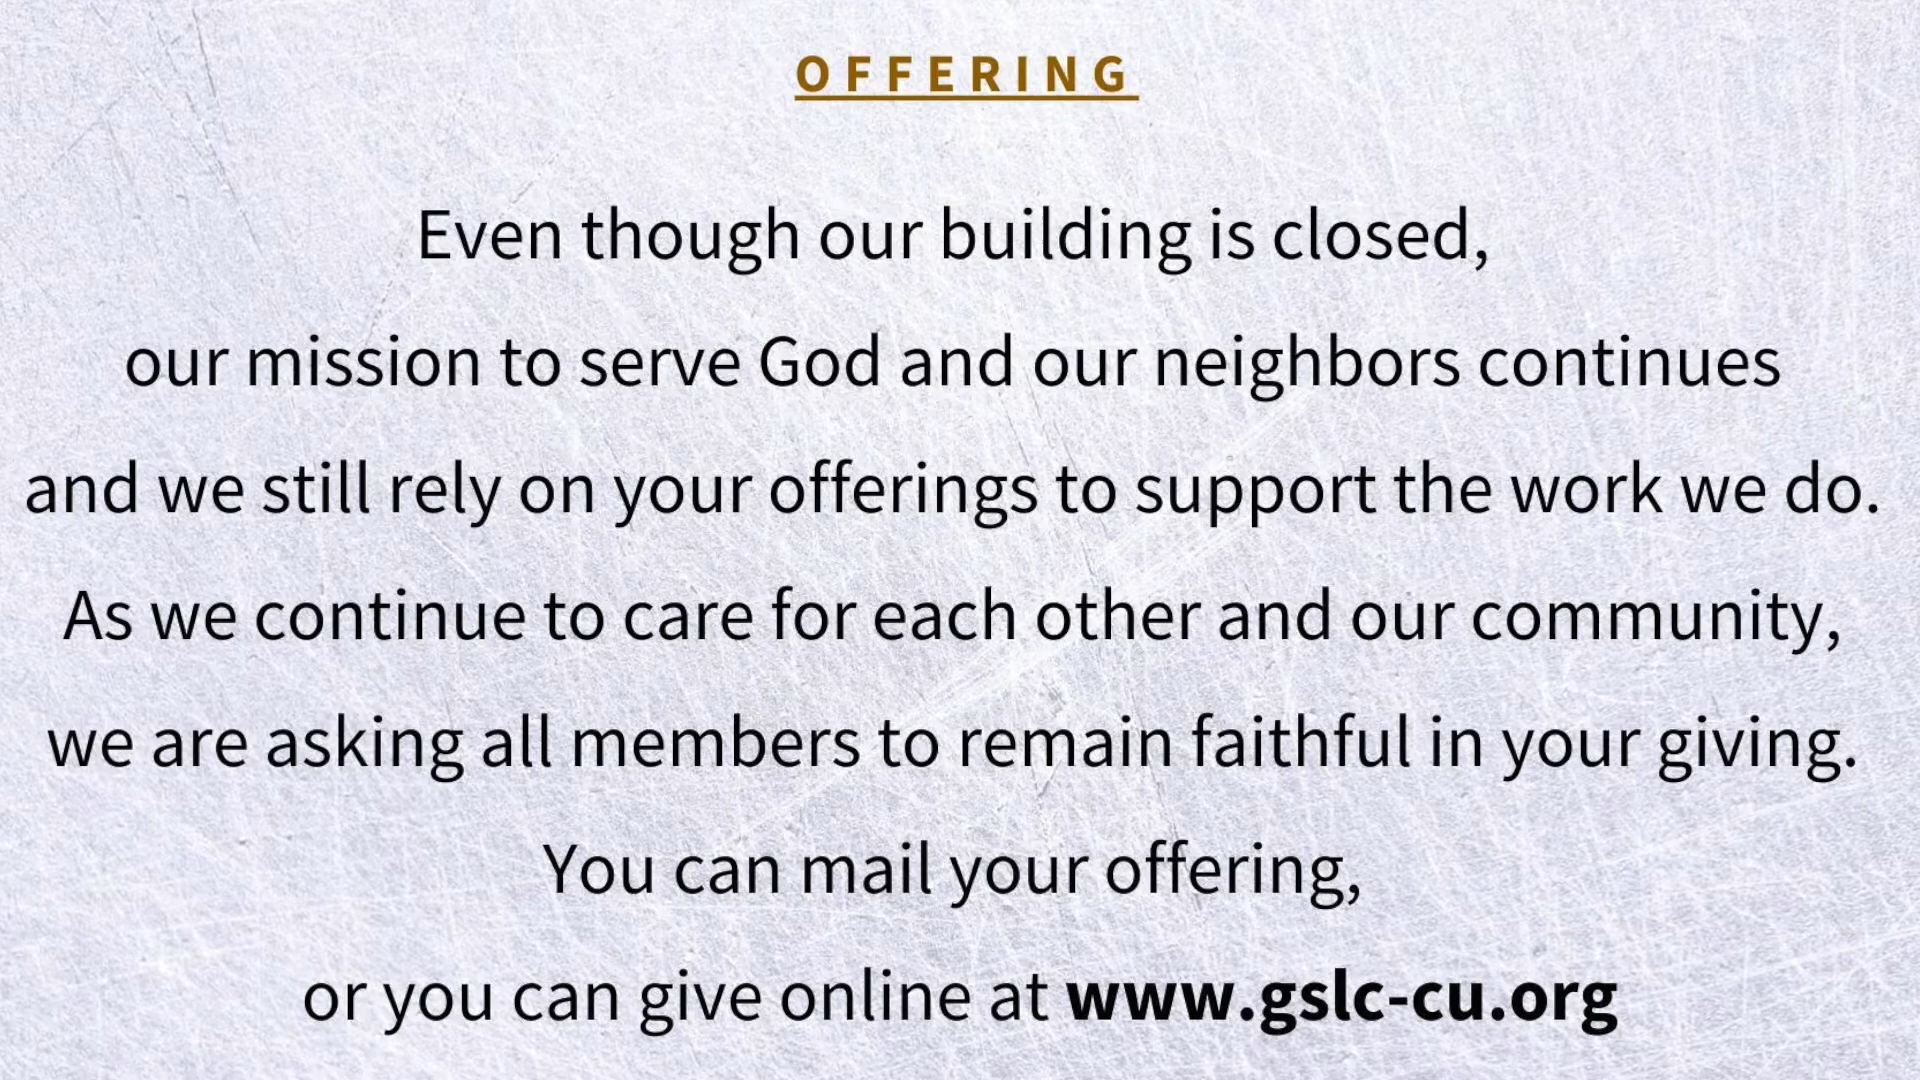 OFFERING
Even though our building is closed,
our mission to serve God and our neighbors continues
and we still rely on your offerings to support the work we do.
As we continue to care for each other and our community,
we are asking all members to remain faithful in your giving.
You can mail your offering,
or you can give online at www.gslc-cu.org